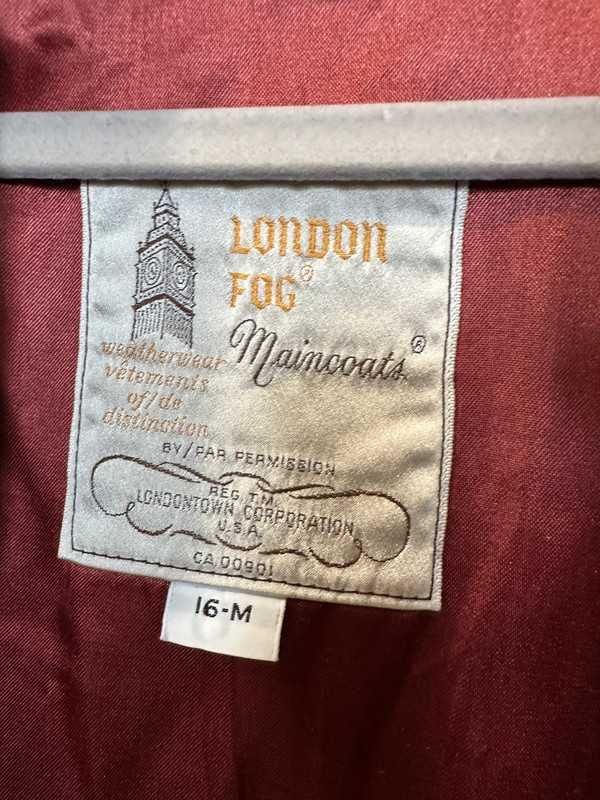 LONDON
FOG®
Maincoats®
weatherwear
vêtements
of/de
distinction
BY/PAR PERMISSION
REG. T.M.
LONDONTOWN CORPORATION
U.S.A.
CA 00901
16-M